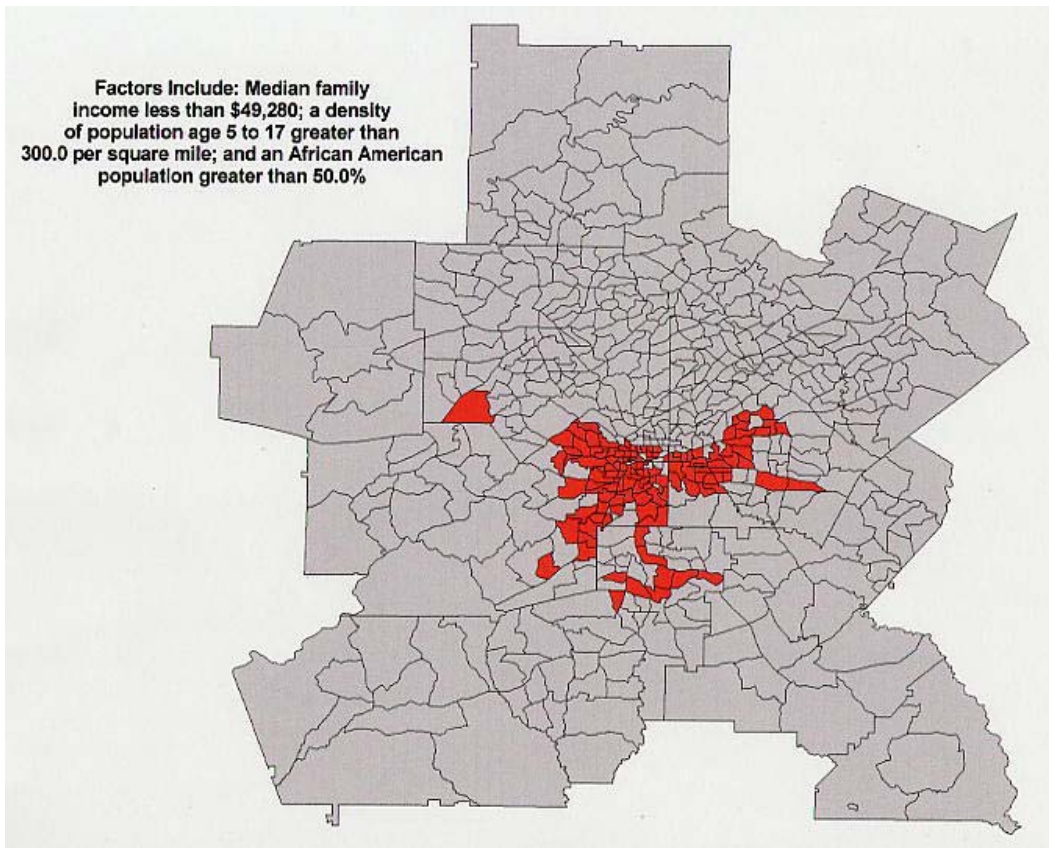 Factors Include: Median family
income less than $49,280; a density
of population age 5 to 17 greater than
300.0 per square mile; and an African American
population greater than 50.0%